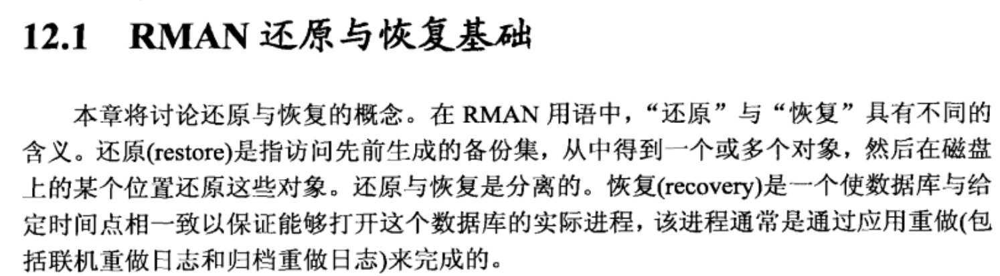 12.1 RMAN 还原与恢复基础
本章将讨论还原与恢复的概念。在 RMAN 用语中，“还原”与“恢复”具有不同的
含义。还原(restore)是指访问先前生成的备份集，从中得到一个或多个对象，然后在磁盘
上的某个位置还原这些对象。还原与恢复是分离的。恢复(recovery)是一个使数据库与给
定时间点相一致以保证能够打开这个数据库的实际进程，该进程通常是通过应用重做(包
括联机重做日志和归档重做日志)来完成的。